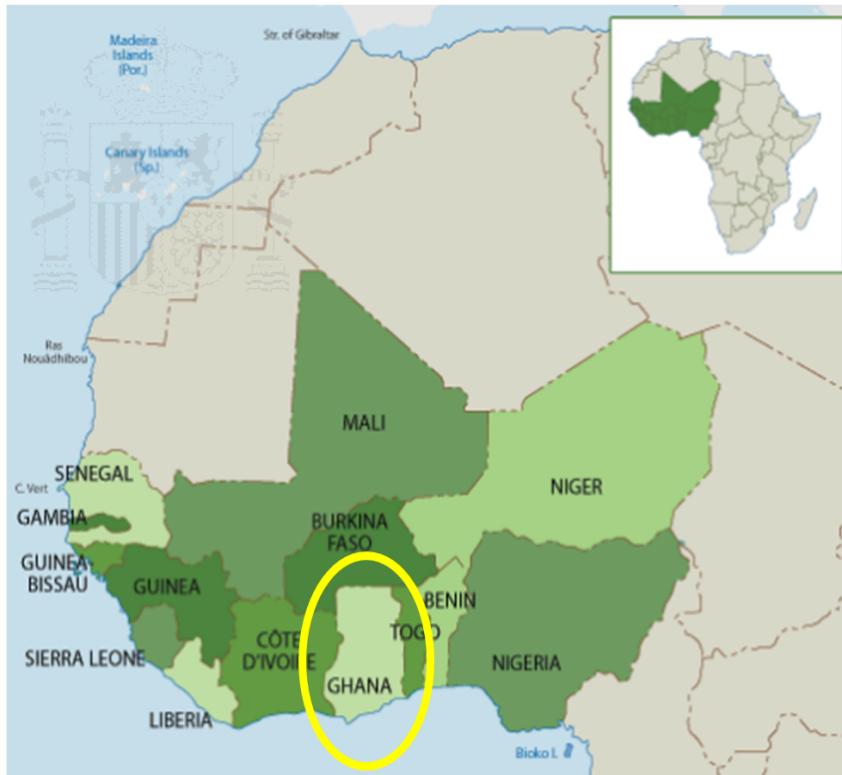 Madeira
Islands
(Por.)
Str. of Gibraltar
Canary Islands
(Sp.)
Ras
Nouâdhibou
MALI
SENEGAL
C. Vert
NIGER
GAMBIA
BURKINA
FASO
GUINEA
BISSAU
GUINEA
BENIN
TOGO
CÔTE
D'IVOIRE
SIERRA LEONE
NIGERIA
GHANA
LIBERIA
Bioko I.